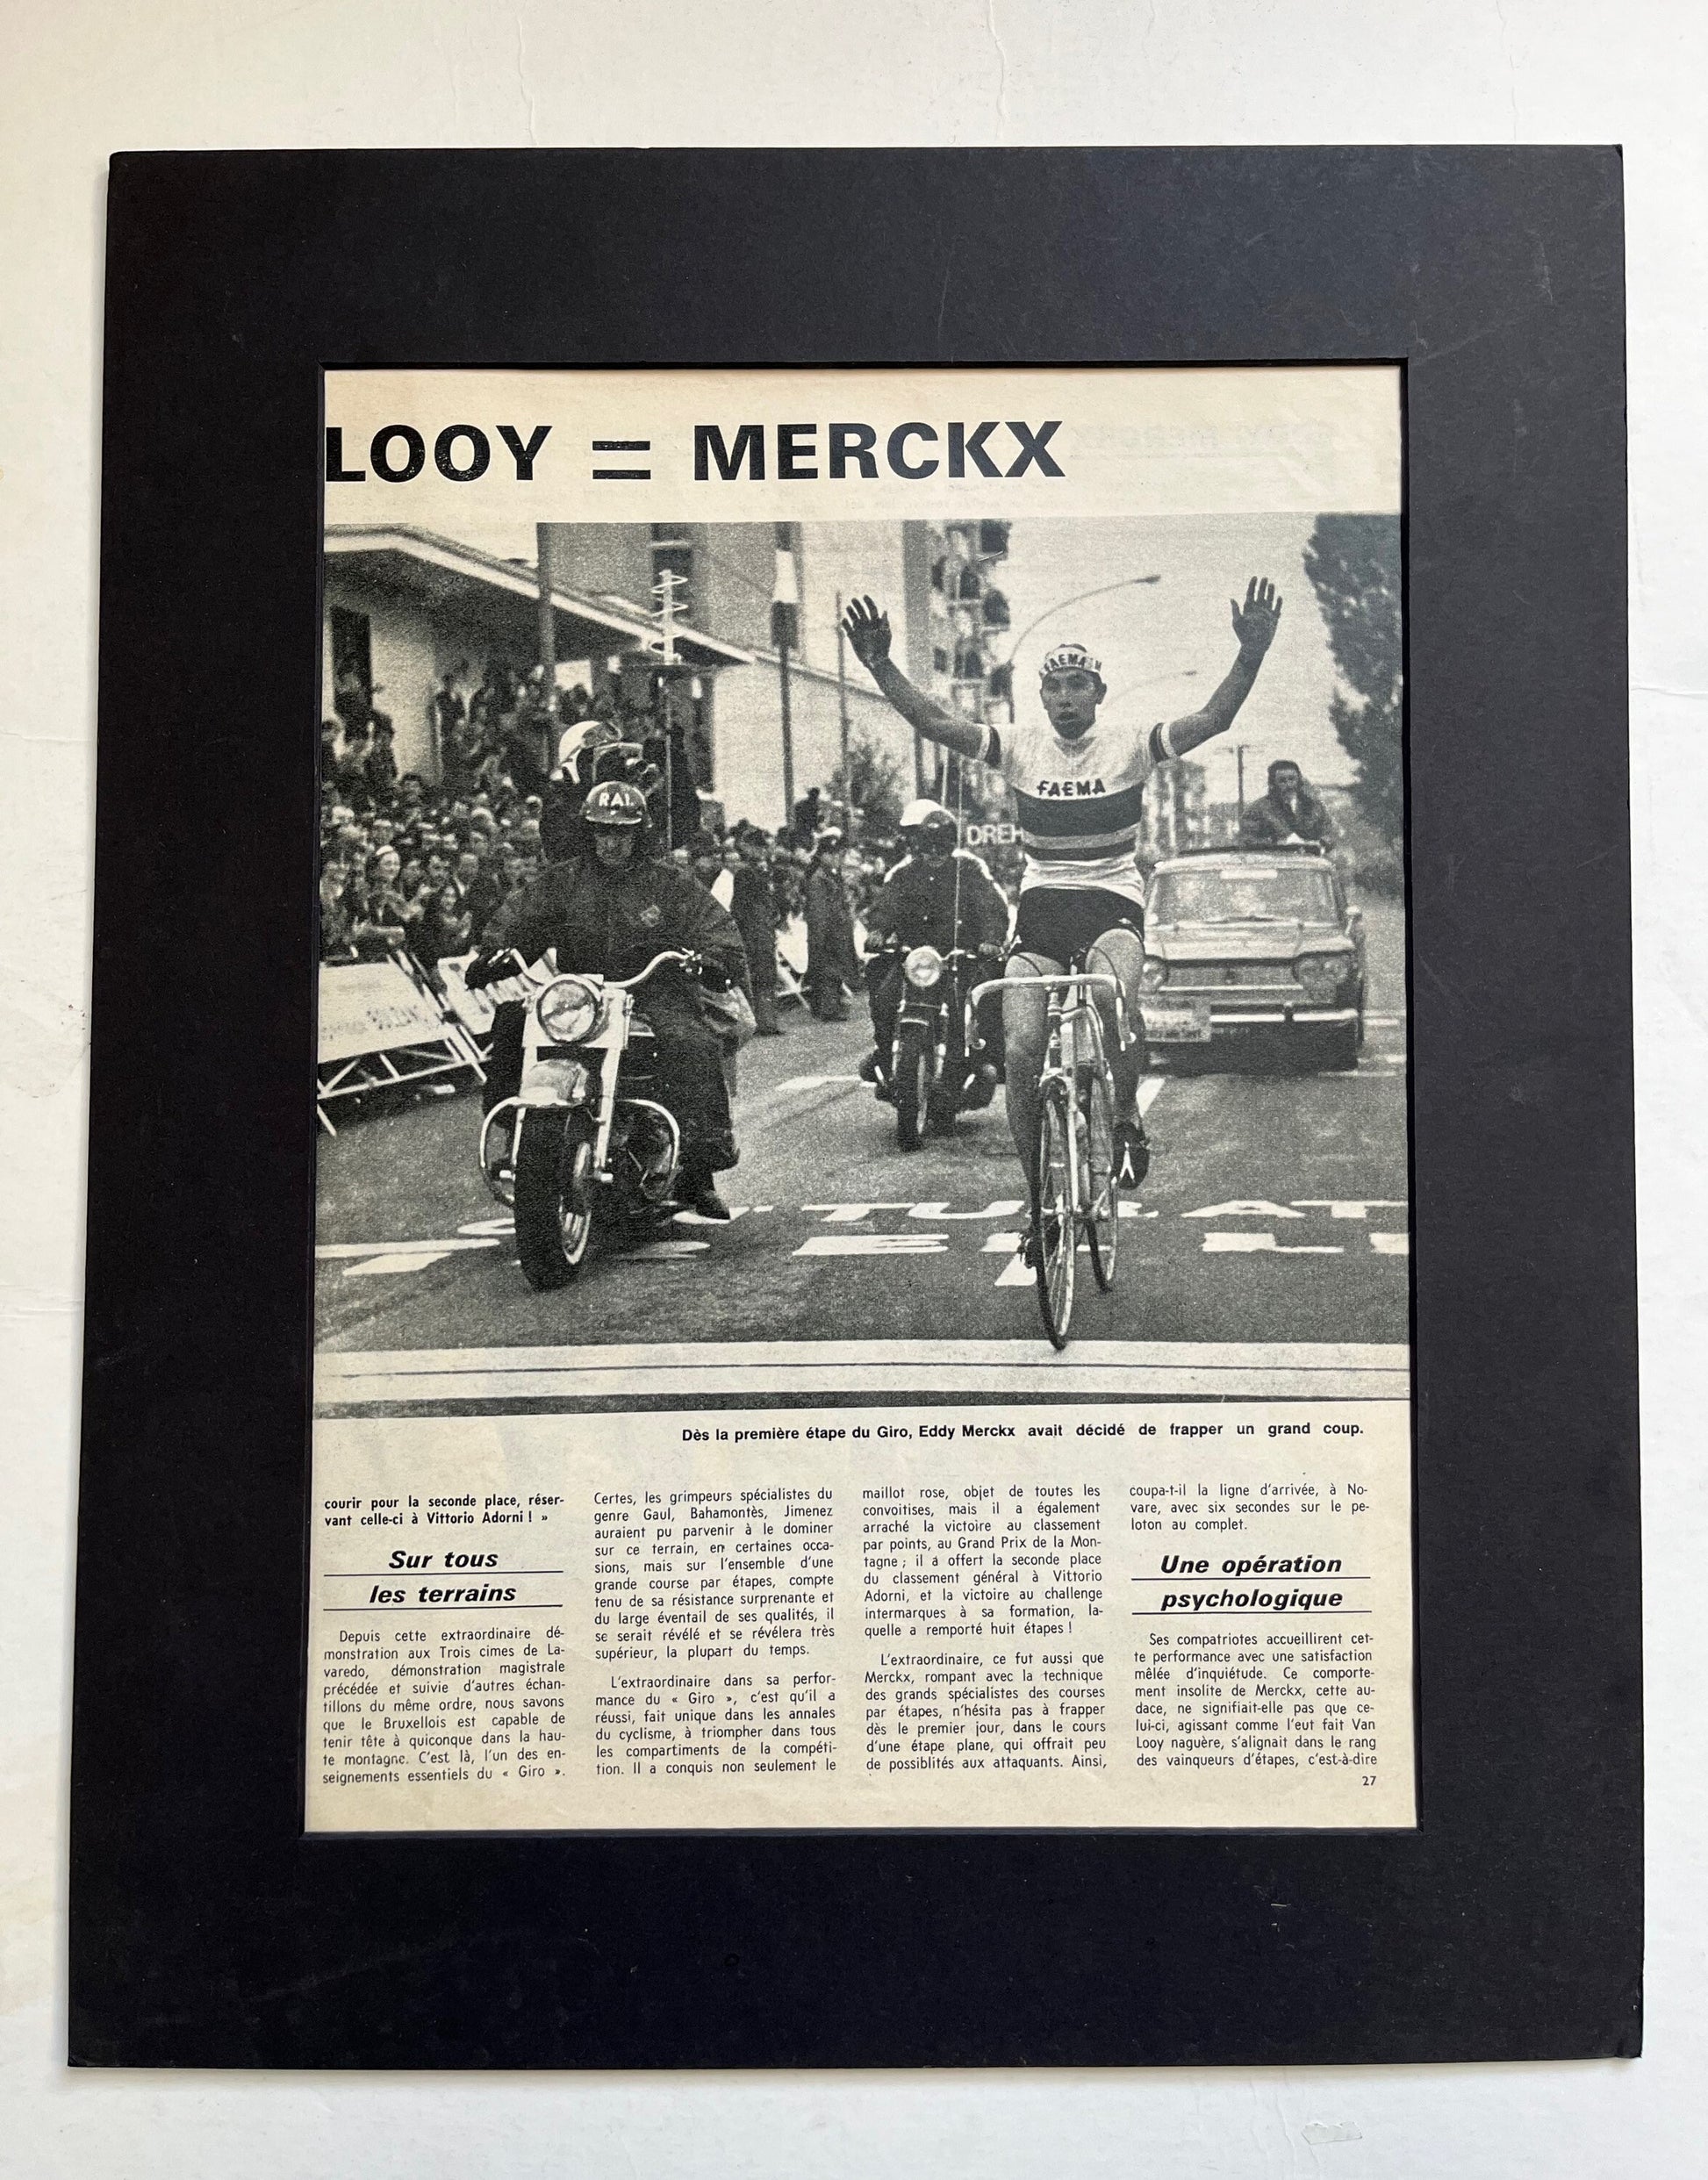 LOOY = MERCKX
FAEMA
RAI
FAEMA
DREH
Dès la première étape du Giro, Eddy Merckx avait décidé de frapper un grand coup.
courir pour la seconde place, réser-
vant celle-ci à Vittorio Adorni ! »
Sur tous
les terrains
Depuis cette extraordinaire dé-
monstration aux Trois cimes de La-
varedo, démonstration magistrale
précédée et suivie d'autres échan-
tillons du même ordre, nous savons
que le Bruxellois est capable de
tenir tête à quiconque dans la hau-
te montagne. C'est là, l'un des en-
seignements essentiels du « Giro ».
Certes, les grimpeurs spécialistes du
genre Gaul, Bahamontès, Jimenez
auraient pu parvenir à le dominer
sur ce terrain, en certaines occa-
sions, mais sur l'ensemble d'une
grande course par étapes, compte
tenu de sa résistance surprenante et
du large éventail de ses qualités, il
se serait révélé et se révélera très
supérieur, la plupart du temps.
L'extraordinaire dans sa perfor-
mance du « Giro », c'est qu'il a
réussi, fait unique dans les annales
du cyclisme, à triompher dans tous
les compartiments de la compéti-
tion. Il a conquis non seulement le
maillot rose, objet de toutes les
convoitises, mais il a également
arraché la victoire au classement
par points, au Grand Prix de la Mon-
tagne ; il a offert la seconde place
du classement général à Vittorio
Adorni, et la victoire au challenge
intermarques à sa formation, la-
quelle a remporté huit étapes !
L'extraordinaire, ce fut aussi que
Merckx, rompant avec la technique
des grands spécialistes des courses
par étapes, n'hésita pas à frapper
dès le premier jour, dans le cours
d'une étape plane, qui offrait peu
de possiblités aux attaquants. Ainsi,
coupa-t-il la ligne d'arrivée, à No-
vare, avec six secondes sur le pe-
loton au complet.
Une opération
psychologique
Ses compatriotes accueillirent cet-
te performance avec une satisfaction
mêlée d'inquiétude. Ce comporte-
ment insolite de Merckx, cette au-
dace, ne signifiait-elle pas que ce-
lui-ci, agissant comme l'eut fait Van
Looy naguère, s'alignait dans le rang
des vainqueurs d'étapes, c'est-à-dire
27